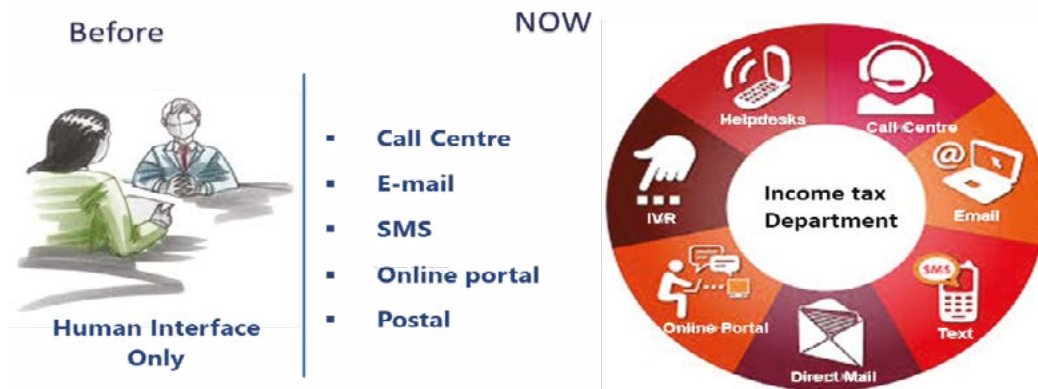 Before
NOW
Human Interface
Only
▪ Call Centre
▪ E-mail
▪ SMS
▪ Online portal
▪ Postal
Helpdesks
Call Centre
@
Email
SMS
Text
Direct Mail
Online Portal
IVR
Income tax
Department